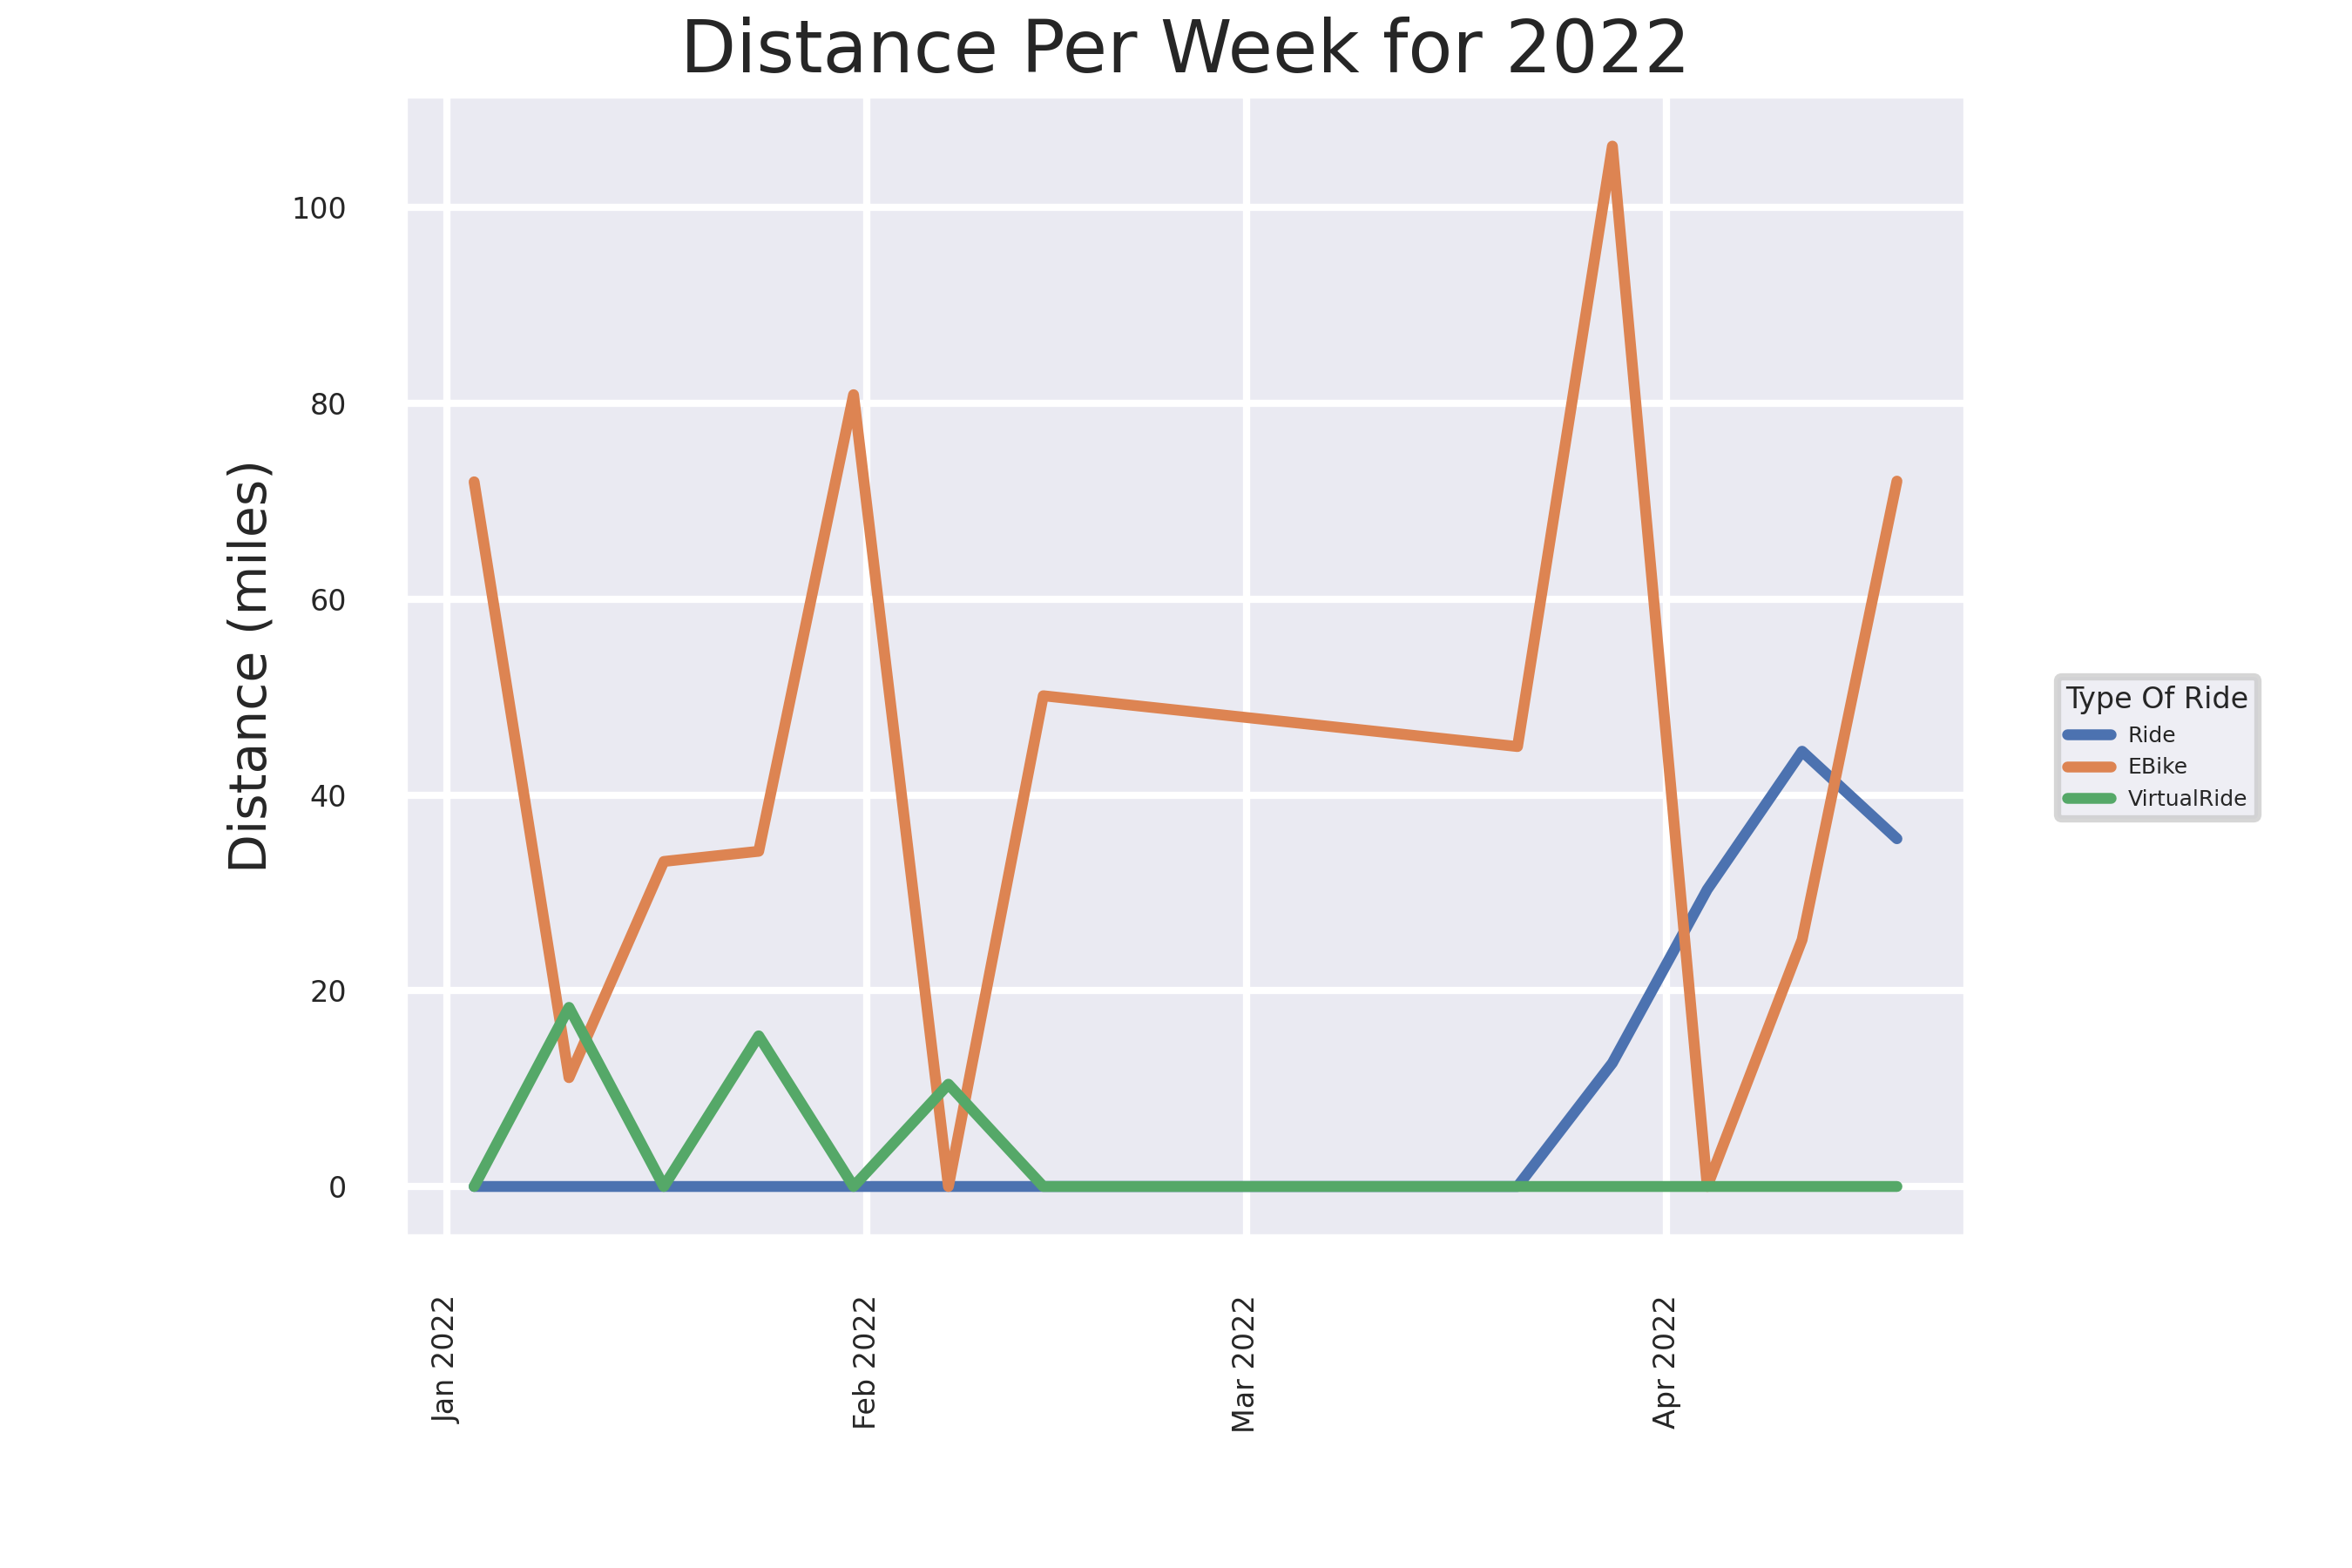 Distance Per Week for 2022
Distance (miles)
100
80
60
40
20
0
Jan 2022
Feb 2022
Mar 2022
Apr 2022
Type Of Ride
Ride
EBike
VirtualRide